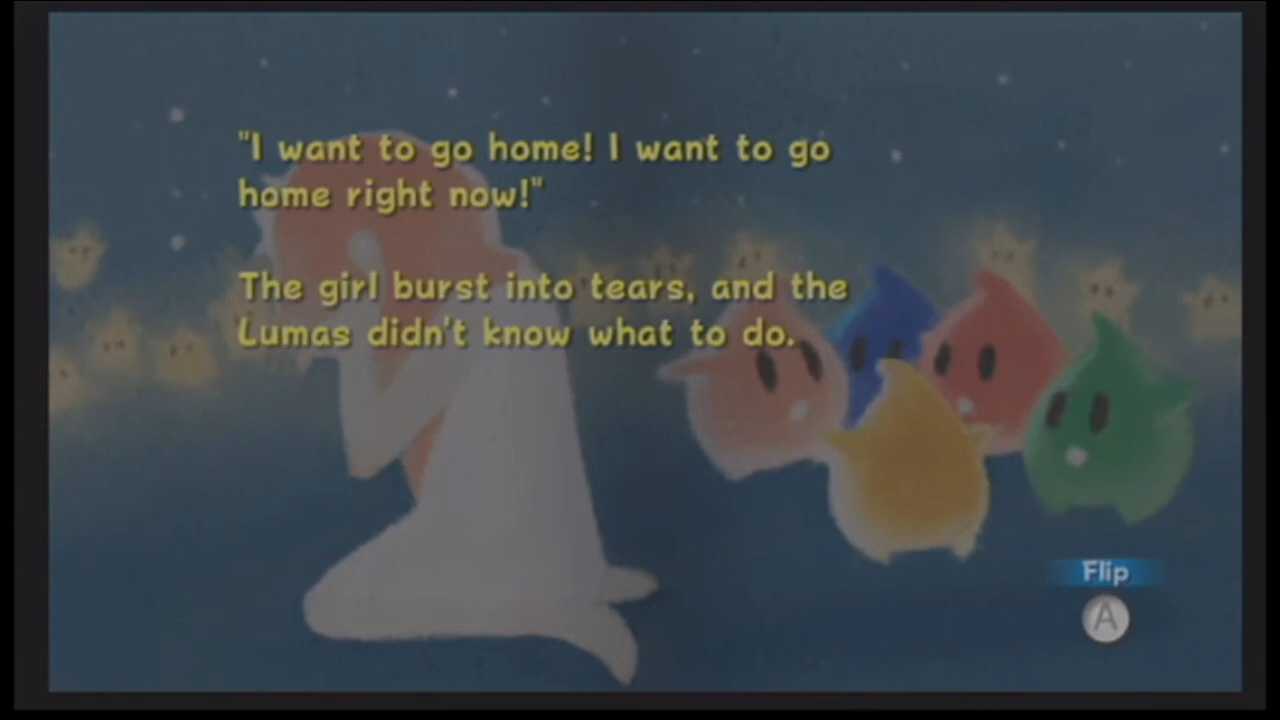 "I want to go home! I want to go
home right now!"
The girl burst into tears, and the
Lumas didn't know what to do.
Flip
A